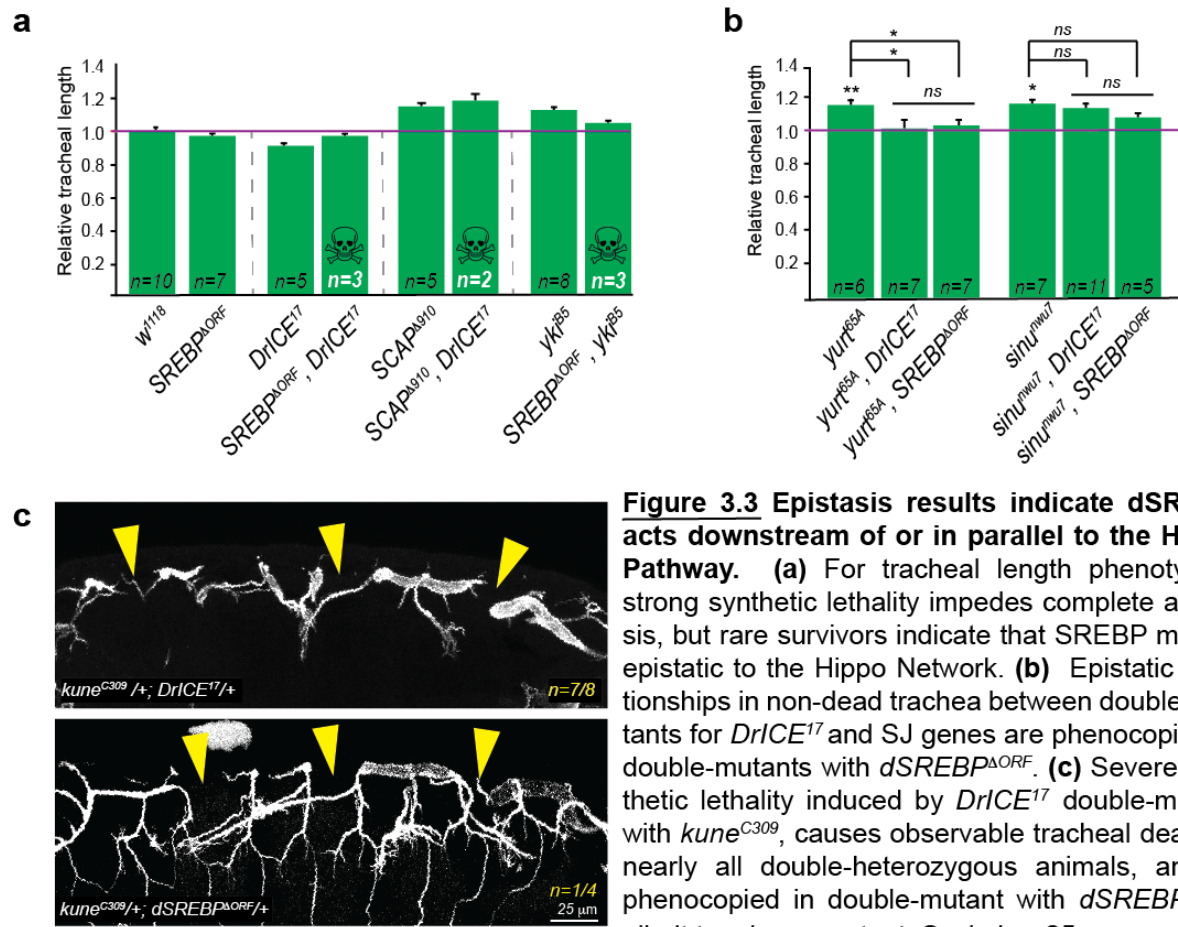 a
Relative tracheal length
1.4
1.2
1.0
0.8
0.6
0.4
0.2
n=10
n=7
n=5
n=3
n=5
n=2
n=8
n=3
w1118
SREBPΔORF
DrICE17
SREBPΔORF, DrICE17
SCAPΔ910
SCAPΔ910, DrICE17
ykiB5
SREBPΔORF, ykiB5
b
Relative tracheal length
1.4
1.2
1.0
0.8
0.6
0.4
0.2
*
*
**
ns
ns
ns
*
ns
n=6
n=7
n=7
n=7
n=11
n=5
yurt65A
yurt65A, DrICE17
yurt65A, SREBPΔORF
sinunwu7
sinunwu7, DrICE17
sinunwu7, SREBPΔORF
c
kuneC309/+; DrICE17/+
n=7/8
kuneC309/+; dSREBPΔORF/+
n=1/4
25 μm
Figure 3.3 Epistasis results indicate dSR
acts downstream of or in parallel to the H
Pathway. (a) For tracheal length phenoty
strong synthetic lethality impedes complete a
sis, but rare survivors indicate that SREBP m
epistatic to the Hippo Network. (b) Epistatic
tionships in non-dead trachea between double
tants for DrICE17 and SJ genes are phenocopi
double-mutants with dSREBPΔORF. (c) Severe
thetic lethality induced by DrICE17 double-m
with kuneC309, causes observable tracheal dea
nearly all double-heterozygous animals, an
phenocopied in double-mutant with dSREBP